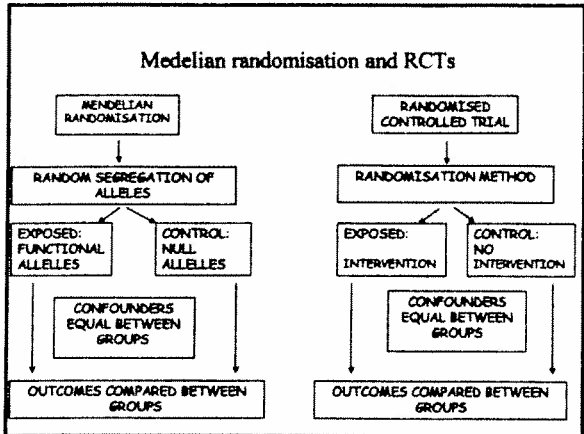 Medelian randomisation and RCTs
MENDELIAN
RANDOMISATION
RANDOM SEGREGATION OF
ALLELES
EXPOSED:
FUNCTIONAL
ALLELLES
CONTROL:
NULL
ALLELES
CONFOUNDERS
EQUAL BETWEEN
GROUPS
OUTCOMES COMPARED BETWEEN
GROUPS
RANDOMISED
CONTROLLED TRIAL
RANDOMISATION METHOD
EXPOSED:
INTERVENTION
CONTROL:
NO
INTERVENTION
CONFOUNDERS
EQUAL BETWEEN
GROUPS
OUTCOMES COMPARED BETWEEN
GROUPS